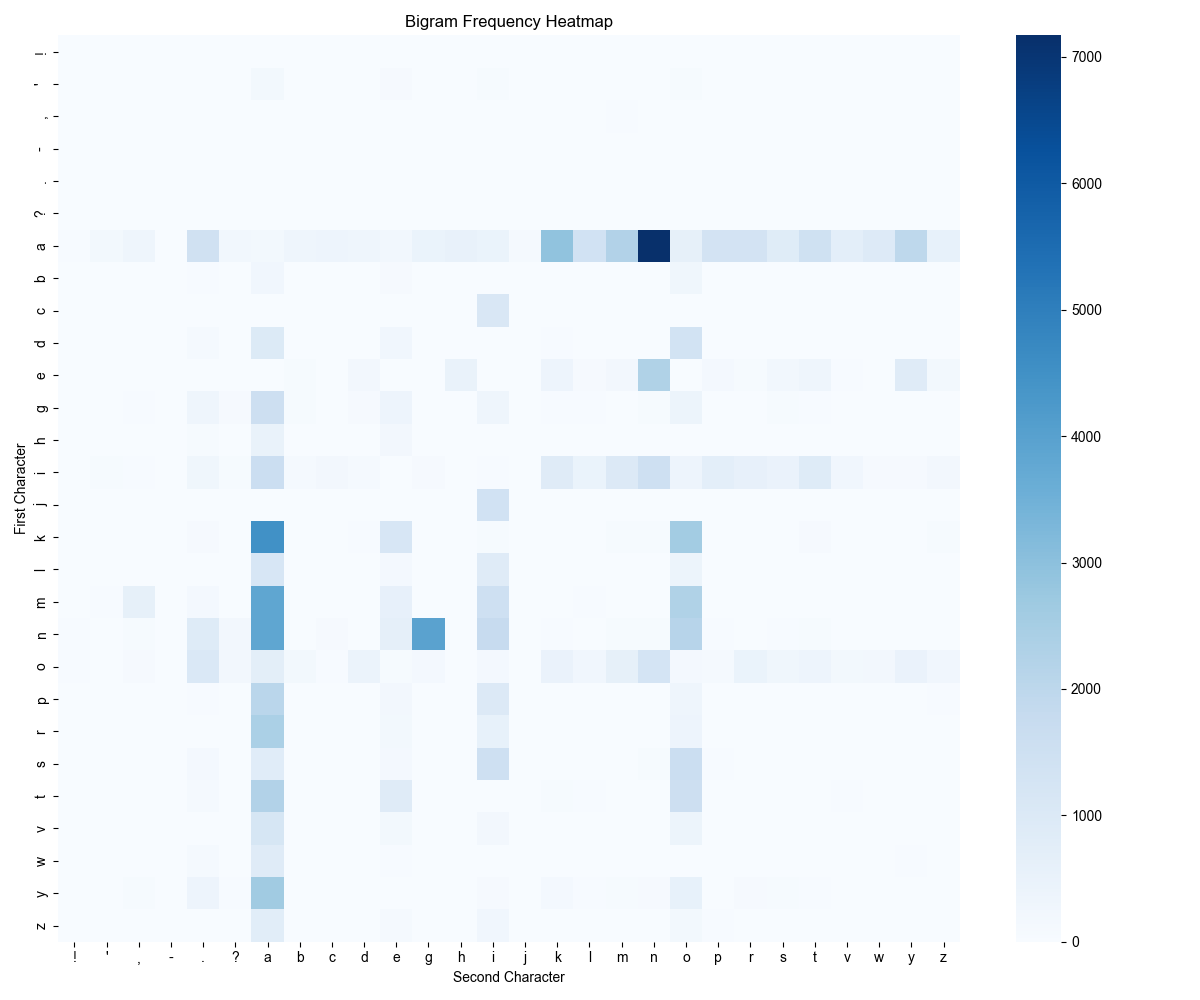 Bigram Frequency Heatmap
First Character
!
'
,
-
.
?
a
b
c
d
e
g
h
i
j
k
l
m
n
o
p
r
s
t
v
w
y
z
! ' , - . ? a b c d e g h i j k l m n o p r s t v w y z
Second Character
7000
6000
5000
4000
3000
2000
1000
0